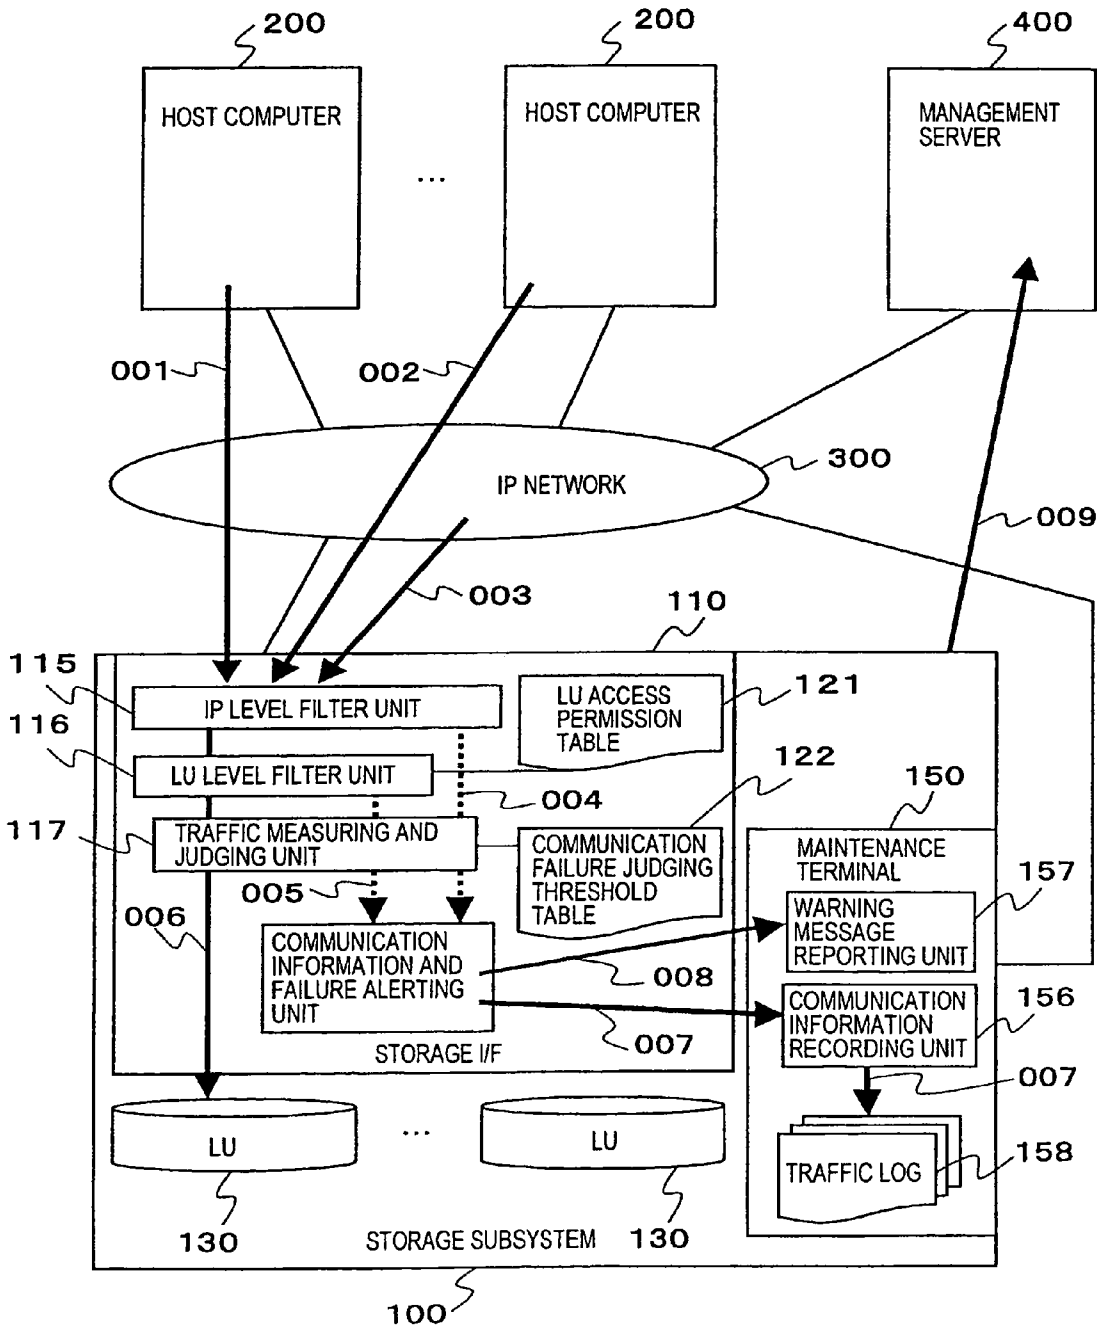 200
200
400
HOST COMPUTER
HOST COMPUTER
MANAGEMENT
SERVER
...
001
002
300
IP NETWORK
009
003
110
115
IP LEVEL FILTER UNIT
LU ACCESS
PERMISSION
TABLE
121
116
LU LEVEL FILTER UNIT
004
122
150
117
TRAFFIC MEASURING AND
JUDGING UNIT
COMMUNICATION
FAILURE JUDGING
THRESHOLD
TABLE
MAINTENANCE
TERMINAL
157
005
006
WARNING
MESSAGE
REPORTING UNIT
COMMUNICATION
INFORMATION AND
FAILURE ALERTING
UNIT
008
COMMUNICATION
INFORMATION
RECORDING UNIT
156
007
STORAGE I/F
007
LU
...
LU
TRAFFIC LOG
158
130
STORAGE SUBSYSTEM
130
100